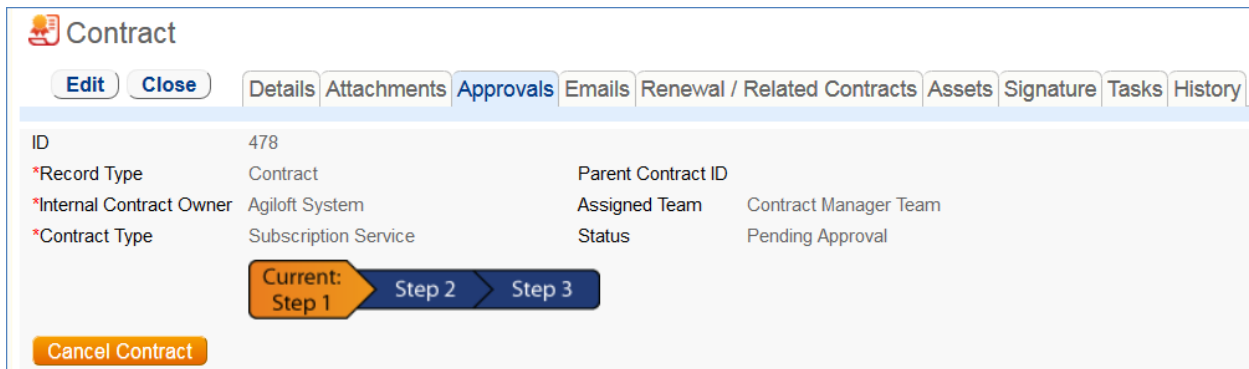 Contract
Edit Close Details Attachments Approvals Emails Renewal / Related Contracts Assets Signature Tasks History
ID 478
*Record Type Contract Parent Contract ID
*Internal Contract Owner Agiloft System Assigned Team Contract Manager Team
*Contract Type Subscription Service Status Pending Approval
Current:
Step 1 Step 2 Step 3
Cancel Contract